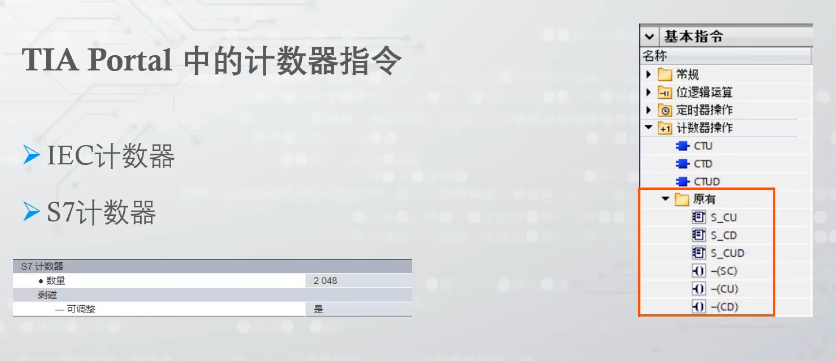 TIA Portal 中的计数器指令
IEC计数器
S7计数器
S7 计数器
数量 2 048
剩磁
可调整 是
基本指令
名称
常规
位逻辑运算
定时器操作
计数器操作
CTU
CTD
CTUD
原有
S_CU
S_CD
S_CUD
-(SC)
-(CU)
-(CD)